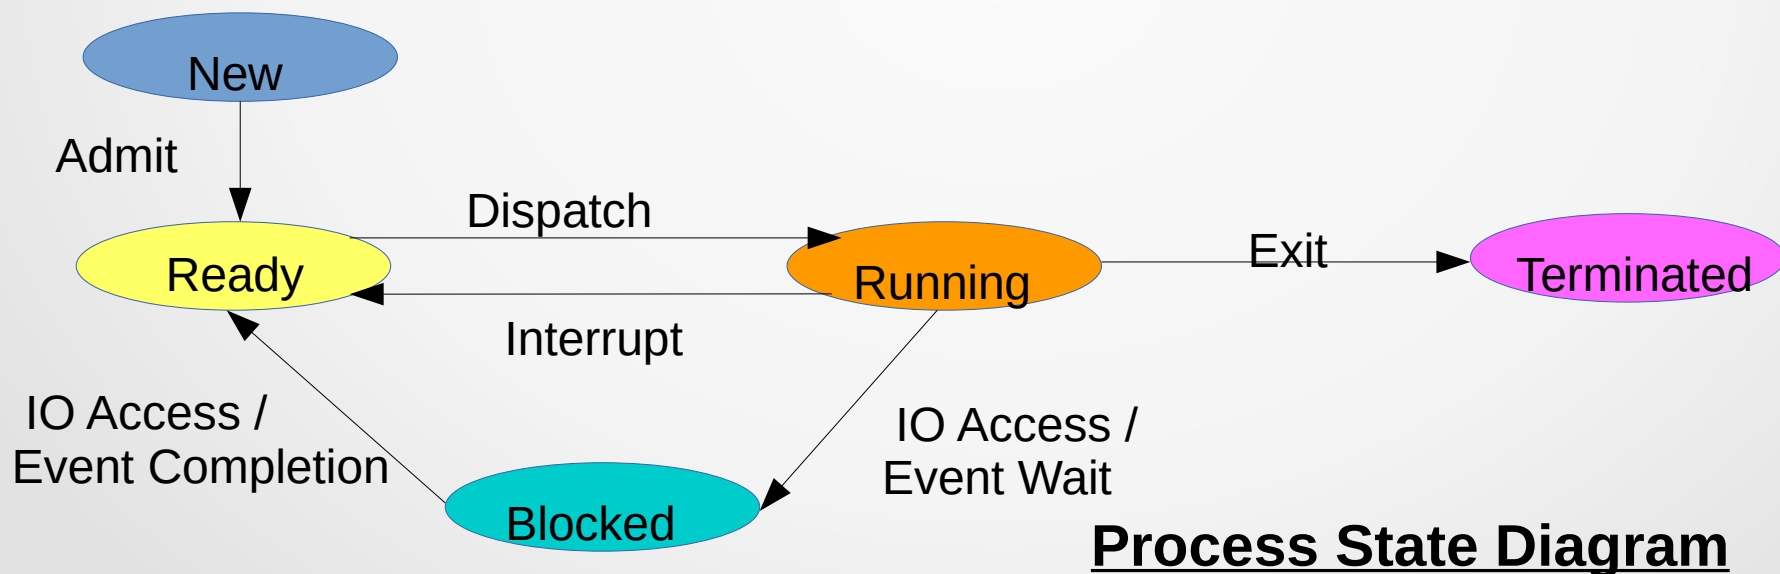 New
Admit
Dispatch
Ready
Running
Exit
Terminated
Interrupt
IO Access /
Event Completion
IO Access /
Event Wait
Blocked
Process State Diagram